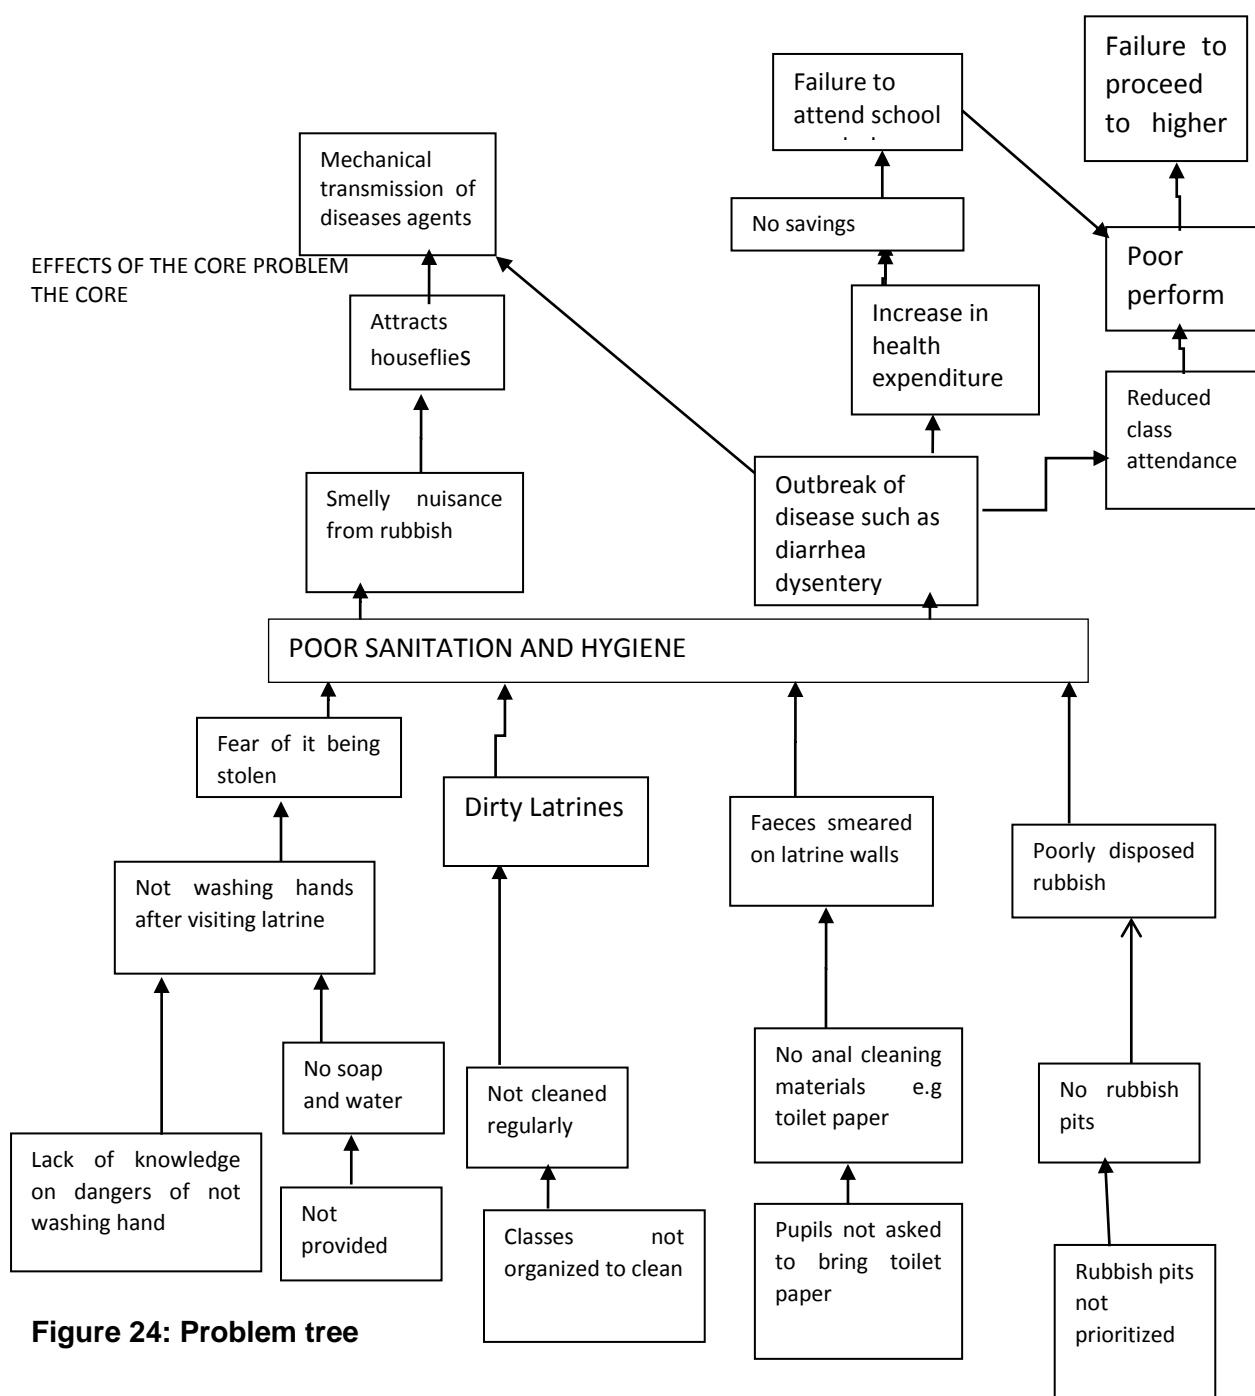 Failure to
proceed
to higher
Failure to
attend school
Mechanical
transmission of
diseases agents
No savings
Poor
perform
EFFECTS OF THE CORE PROBLEM
THE CORE
Attracts
houseflies
Increase in
health
expenditure
Reduced
class
attendance
Smelly nuisance
from rubbish
Outbreak of
disease such as
diarrhea
dysentery
POOR SANITATION AND HYGIENE
Fear of it being
stolen
Dirty Latrines
Faeces smeared
on latrine walls
Poorly disposed
rubbish
Not washing hands
after visiting latrine
No soap
and water
Not cleaned
regularly
No anal cleaning
materials e.g
toilet paper
No rubbish
pits
Lack of knowledge
on dangers of not
washing hand
Not
provided
Classes not
organized to clean
Pupils not asked
to bring toilet
paper
Rubbish pits
not
prioritized
Figure 24: Problem tree